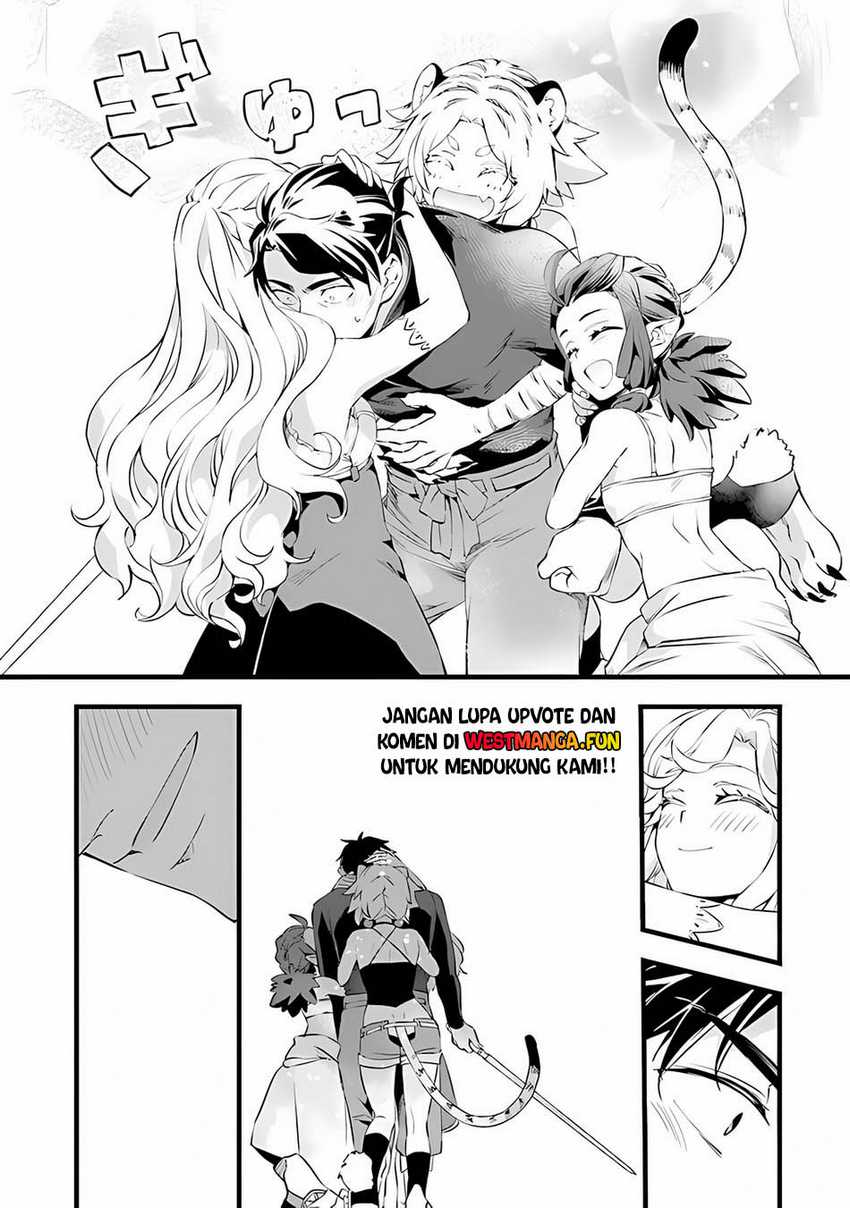 ぎゅっ
JANGAN LUPA UPVOTE DAN
KOMEN DI WESTMANGA.FUN
UNTUK MENDUKUNG KAMI!!